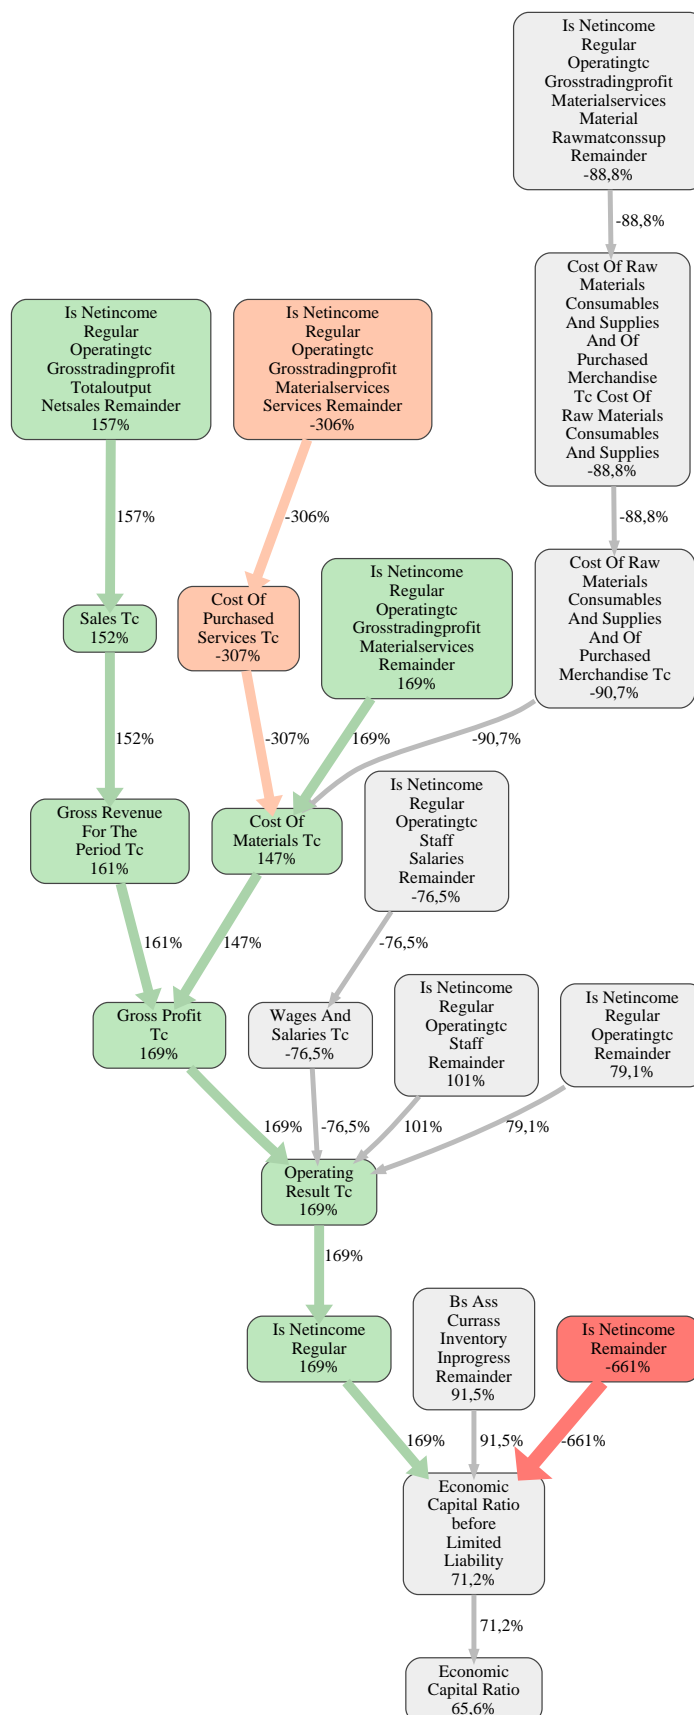 Is Netincome
Regular
Operatingtc
Grosstradingprofit
Materialservices
Material
Rawmatconssup
Remainder
-88,8%
-88,8%
Cost Of Raw
Materials
Consumables
And Supplies
And Of
Purchased
Merchandise
Tc Cost Of
Raw Materials
Consumables
And Supplies
-88,8%
Is Netincome
Regular
Operatingtc
Grosstradingprofit
Totaloutput
Netsales Remainder
157%
Is Netincome
Regular
Operatingtc
Grosstradingprofit
Materialservices
Services Remainder
-306%
157%
-306%
-88,8%
Sales Tc
152%
Cost Of
Purchased
Services Tc
-307%
Is Netincome
Regular
Operatingtc
Grosstradingprofit
Materialservices
Remainder
169%
Cost Of Raw
Materials
Consumables
And Supplies
And Of
Purchased
Merchandise Tc
-90,7%
152%
-307%
169%
-90,7%
Gross Revenue
For The
Period Tc
161%
Cost Of
Materials Tc
147%
Is Netincome
Regular
Operatingtc
Staff
Salaries
Remainder
-76,5%
161%
147%
-76,5%
Gross Profit
Tc
169%
Wages And
Salaries Tc
-76,5%
Is Netincome
Regular
Operatingtc
Staff
Remainder
101%
Is Netincome
Regular
Operatingtc
Remainder
79,1%
169%
-76,5%
101%
79,1%
Operating
Result Tc
169%
169%
Is Netincome
Regular
169%
Bs Ass
Currass
Inventory
Inprogress
Remainder
91,5%
Is Netincome
Remainder
-661%
169%
91,5%
-661%
Economic
Capital Ratio
before
Limited
Liability
71,2%
71,2%
Economic
Capital Ratio
65,6%